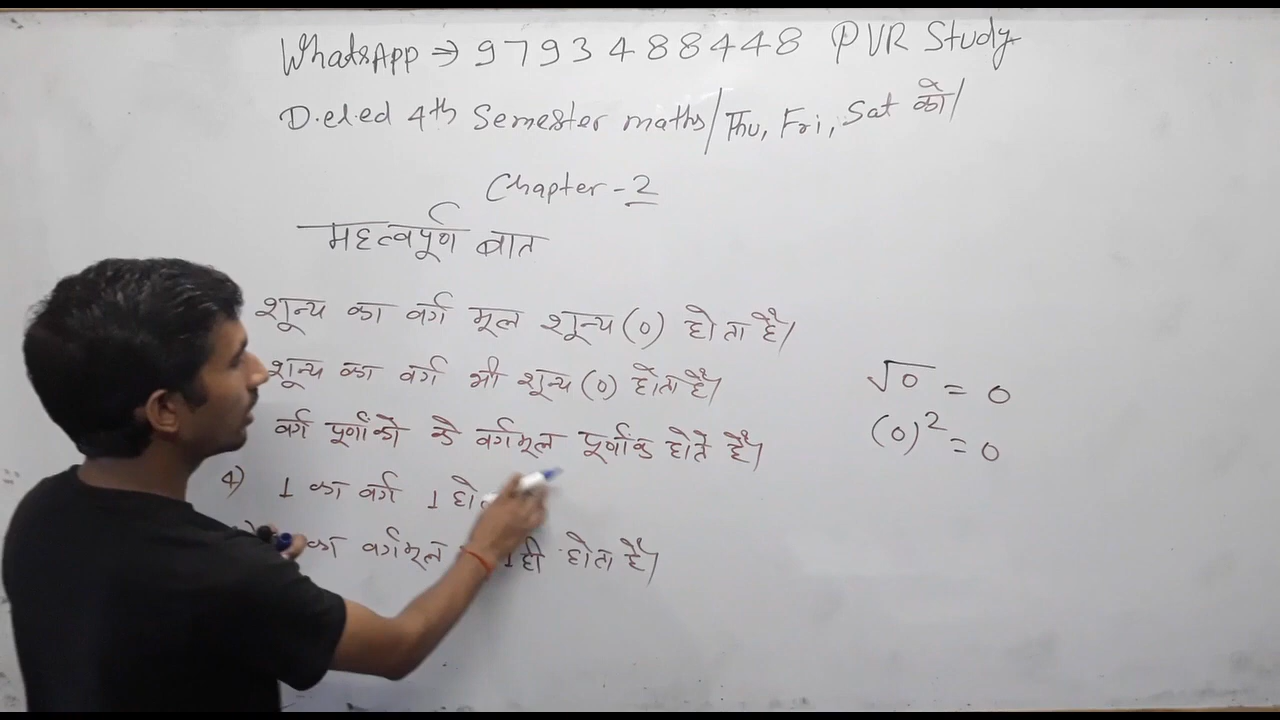 WhatsApp → 9793488448 PVR Study
D.el.ed 4th Semester maths/Thu, Fri, Sat को/
Chapter-2
महत्वपूर्ण बात
शून्य का वर्ग मूल शून्य (0) होता है।
शून्य का वर्ग भी शून्य (0) होता है।
वर्ग पूर्णांको के वर्गमूल पूर्णांक होते हैं।
4) 1 का वर्ग 1
का वर्गमूल 1 ही होता है।
√0 = 0
(0)² = 0